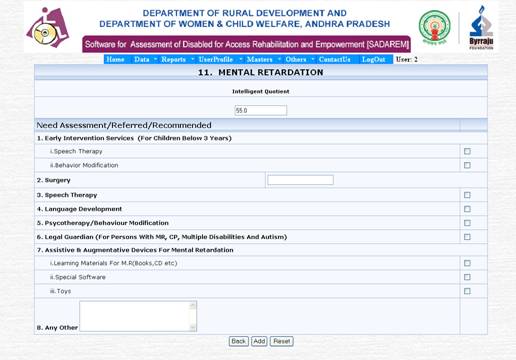 DEPARTMENT OF RURAL DEVELOPMENT AND
DEPARTMENT OF WOMEN & CHILD WELFARE, ANDHRA PRADESH
Software for Assessment of Disabled for Access Rehabilitation and Empowerment [SADAREM]
Byrraju
FOUNDATION
Home Data Reports UserProfile Masters Others ContactUs LogOut User: 2
11. MENTAL RETARDATION
Intelligent Quotient
55.0
Need Assessment/Referred/Recommended
1. Early Intervention Services (For Children Below 3 Years)
i.Speech Therapy
ii.Behavior Modification
2. Surgery
3. Speech Therapy
4. Language Development
5. Psycotherapy/Behaviour Modification
6. Legal Guardian (For Persons With MR, CP, Multiple Disabilities And Autism)
7. Assistive & Augmentative Devices For Mental Retardation
i.Learning Materials For M.R(Books,CD etc)
ii.Special Software
iii.Toys
8. Any Other
Back Add Reset